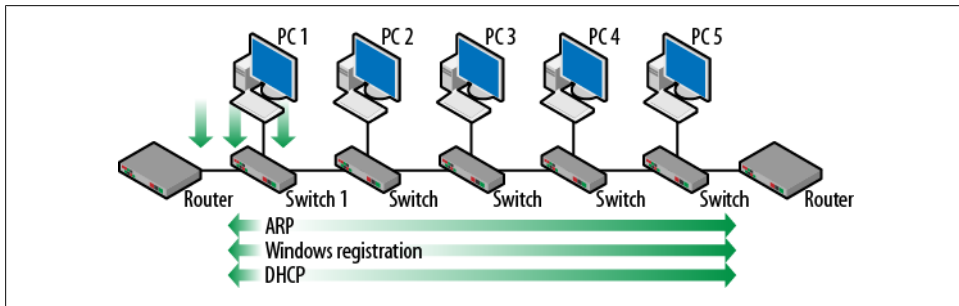 PC 1 PC 2 PC 3 PC 4 PC 5
Router Switch 1 Switch Switch Switch Switch Router
ARP
Windows registration
DHCP